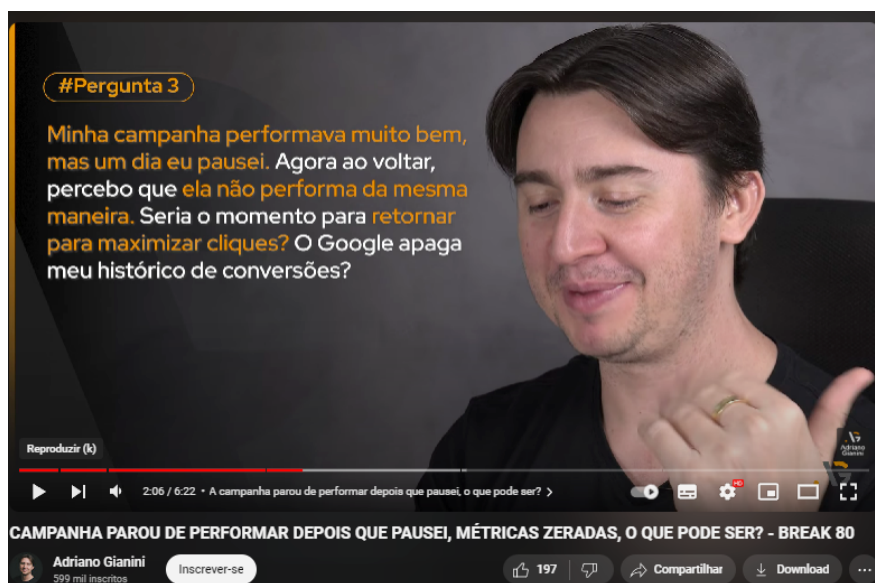 #Pergunta 3
Minha campanha performava muito bem,
mas um dia eu pausei. Agora ao voltar,
percebo que ela não performa da mesma
maneira. Seria o momento para retornar
para maximizar cliques? O Google apaga
meu histórico de conversões?
Adriano
Gianini
Reproduzir (k)
2:06 / 6:22 • A campanha parou de performar depois que pausei, o que pode ser?
HD
CAMPANHA PAROU DE PERFORMAR DEPOIS QUE PAUSEI, MÉTRICAS ZERADAS, O QUE PODE SER? - BREAK 80
Adriano Gianini
599 mil inscritos
Inscrever-se
197
Compartilhar
Download